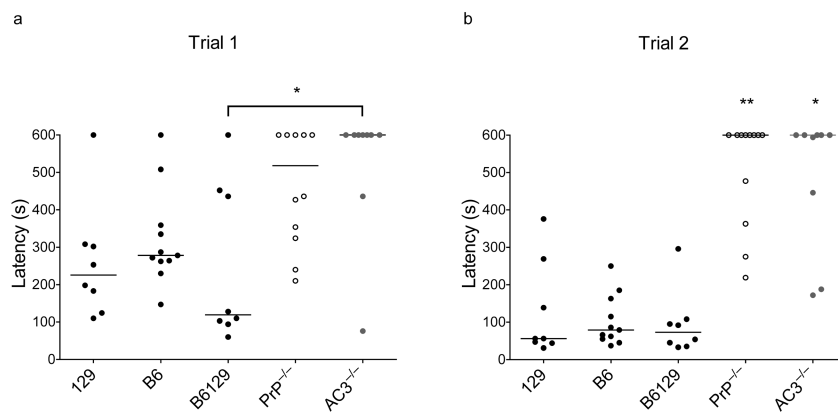 a
Trial 1
*
600
500
400
300
200
100
0
Latency (s)
129
B6
B6129
PrP⁻/⁻
AC3⁻/⁻
b
Trial 2
**
*
600
500
400
300
200
100
0
Latency (s)
129
B6
B6129
PrP⁻/⁻
AC3⁻/⁻